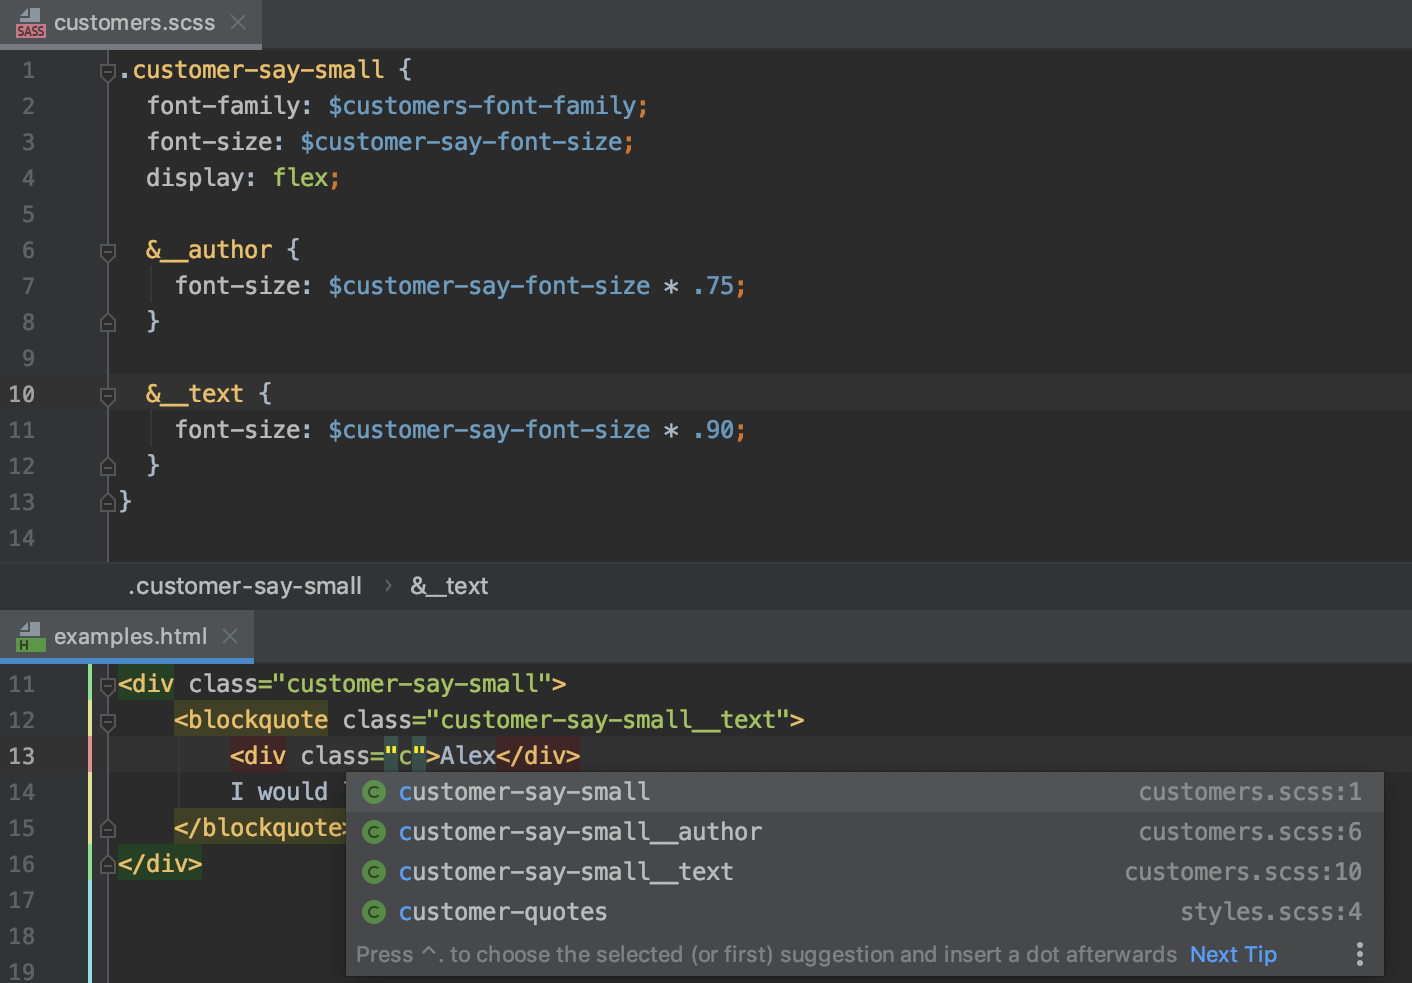 customers.scss
1 .customer-say-small {
2 font-family: $customers-font-family;
3 font-size: $customer-say-font-size;
4 display: flex;
5
6 &__author {
7 font-size: $customer-say-font-size * .75;
8 }
9
10 &__text {
11 font-size: $customer-say-font-size * .90;
12 }
13 }
14
.customer-say-small › &__text
examples.html
11 <div class="customer-say-small">
12 <blockquote class="customer-say-small__text">
13 <div class="c">Alex</div>
14 I would
customer-say-small customers.scss:1
15 </blockquote>
customer-say-small__author customers.scss:6
16 </div>
customer-say-small__text customers.scss:10
17
customer-quotes styles.scss:4
18
Press ^. to choose the selected (or first) suggestion and insert a dot afterwards Next Tip
19
SASS
H